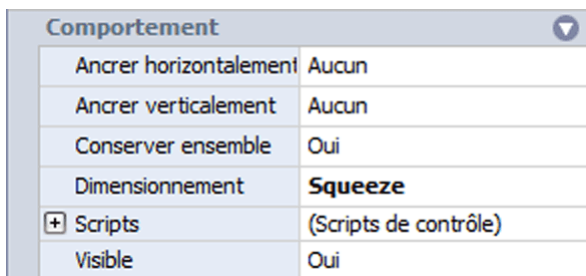 Comportement
Ancrer horizontalement Aucun
Ancrer verticalement Aucun
Conserver ensemble Oui
Dimensionnement Squeeze
Scripts (Scripts de contrôle)
Visible Oui